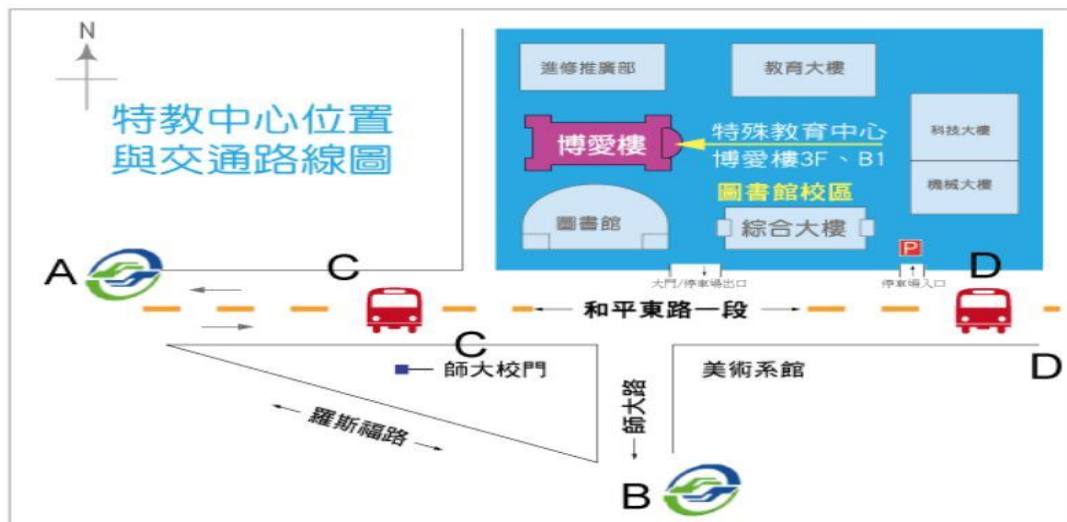 N
特教中心位置
與交通路線圖
進修推廣部
教育大樓
博愛樓
特殊教育中心
博愛樓3F、B1
科技大樓
機械大樓
圖書館校區
圖書館
綜合大樓
P
A
C
D
大門/停車場出口
停車場入口
和平東路一段
C
師大校門
美術系館
D
羅斯福路
師大路
B